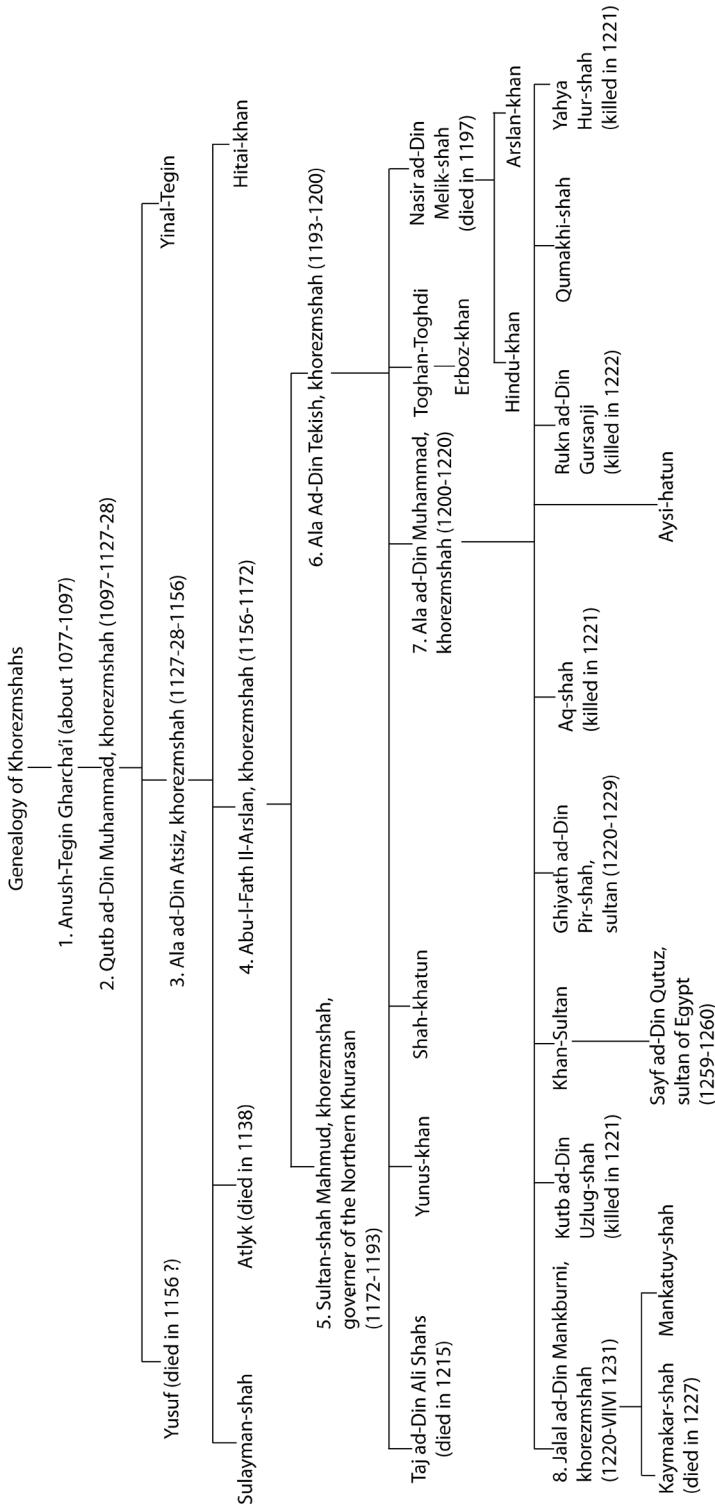 Genealogy of Khorezmshahs
1. Anush-Tegin Gharcha'i (about 1077-1097)
2. Qutb ad-Din Muhammad, khorezmshah (1097-1127-28)
Yusuf (died in 1156 ?)
3. Ala ad-Din Atsiz, khorezmshah (1127-28-1156)
Yinal-Tegin
Sulayman-shah
Atlyk (died in 1138)
4. Abu-l-Fath Il-Arslan, khorezmshah (1156-1172)
Hitai-khan
5. Sultan-shah Mahmud, khorezmshah,
governer of the Northern Khurasan
(1172-1193)
6. Ala Ad-Din Tekish, khorezmshah (1193-1200)
Taj ad-Din Ali Shahs
(died in 1215)
Yunus-khan
Shah-khatun
7. Ala ad-Din Muhammad,
khorezmshah (1200-1220)
Toghan-Toghdi
Erboz-khan
Nasir ad-Din
Melik-shah
(died in 1197)
Hindu-khan
Arslan-khan
8. Jalal ad-Din Mankburni,
khorezmshah
(1220-VIIVI 1231)
Kutb ad-Din
Uzlug-shah
(killed in 1221)
Khan-Sultan
Ghiyath ad-Din
Pir-shah,
sultan (1220-1229)
Aq-shah
(killed in 1221)
Rukn ad-Din
Gursanji
(killed in 1222)
Qumakhi-shah
Yahya
Hur-shah
(killed in 1221)
Kaymakar-shah
(died in 1227)
Mankatuy-shah
Sayf ad-Din Qutuz,
sultan of Egypt
(1259-1260)
Aysi-hatun